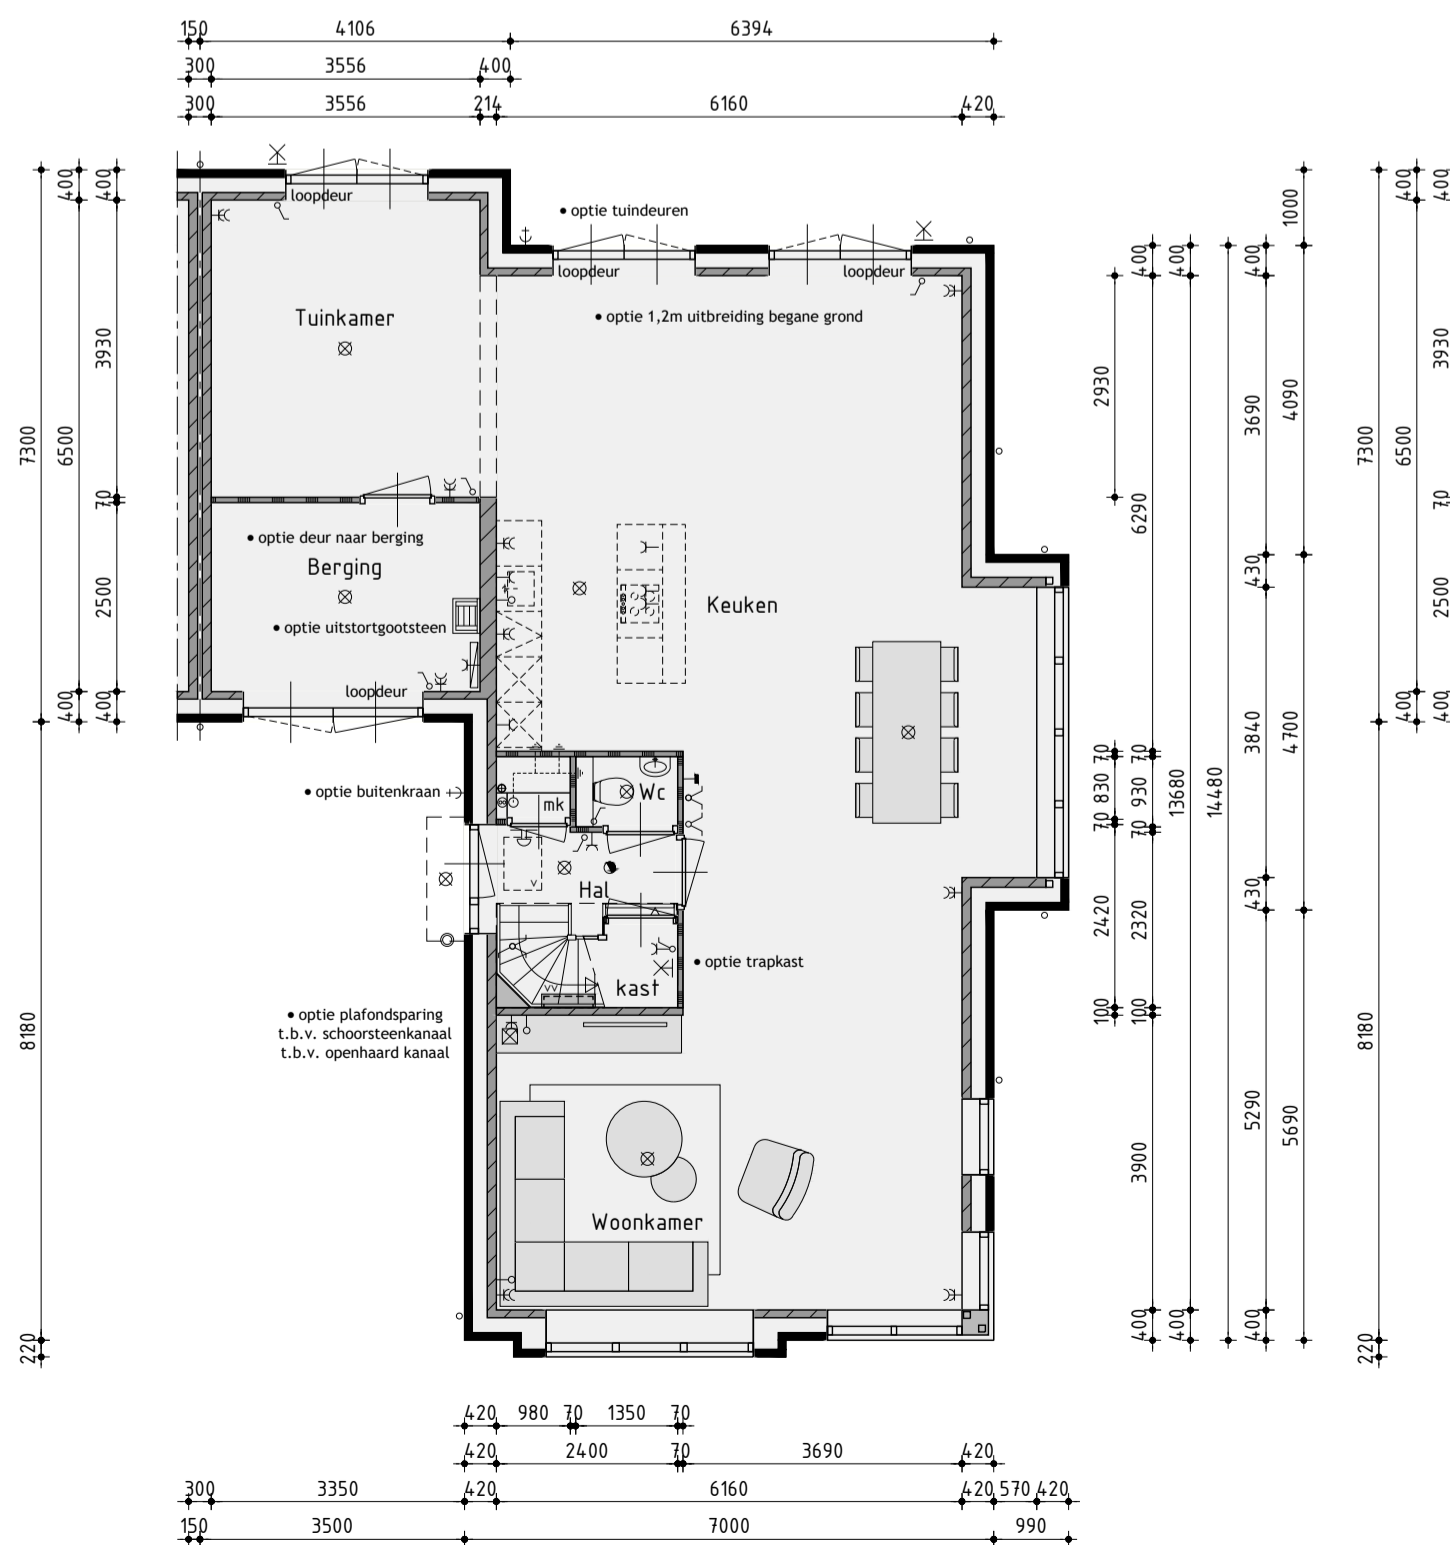 150 4106 6394
300 3556 400
300 3556 214 6160 420
loopdeur
• optie tuindeuren
loopdeur
loopdeur
• optie 1,2m uitbreiding begane grond
Tuinkamer
• optie deur naar berging
Berging
• optie uitstortgootsteen
loopdeur
Keuken
• optie buitenkraan
mk
Wc
Hal
v
vv
kast
• optie trapkast
• optie plafondsparing
t.b.v. schoorsteenkanaal
t.b.v. openhaard kanaal
Woonkamer
7300
8180
220
400
6500
400
400
3930
70
2500
400
2930
70
830
70
2420
100
400
6290
70
930
70
2320
100
3900
400
400
13680
400
14480
400
3690
430
3840
430
5290
400
1000
4090
4700
5690
7300
8180
220
400
6500
400
400
3930
70
2500
400
420 980 70 1350 70
420 2400 70 3690 420
300 3350 420 6160 420 570 420
150 3500 7000 990